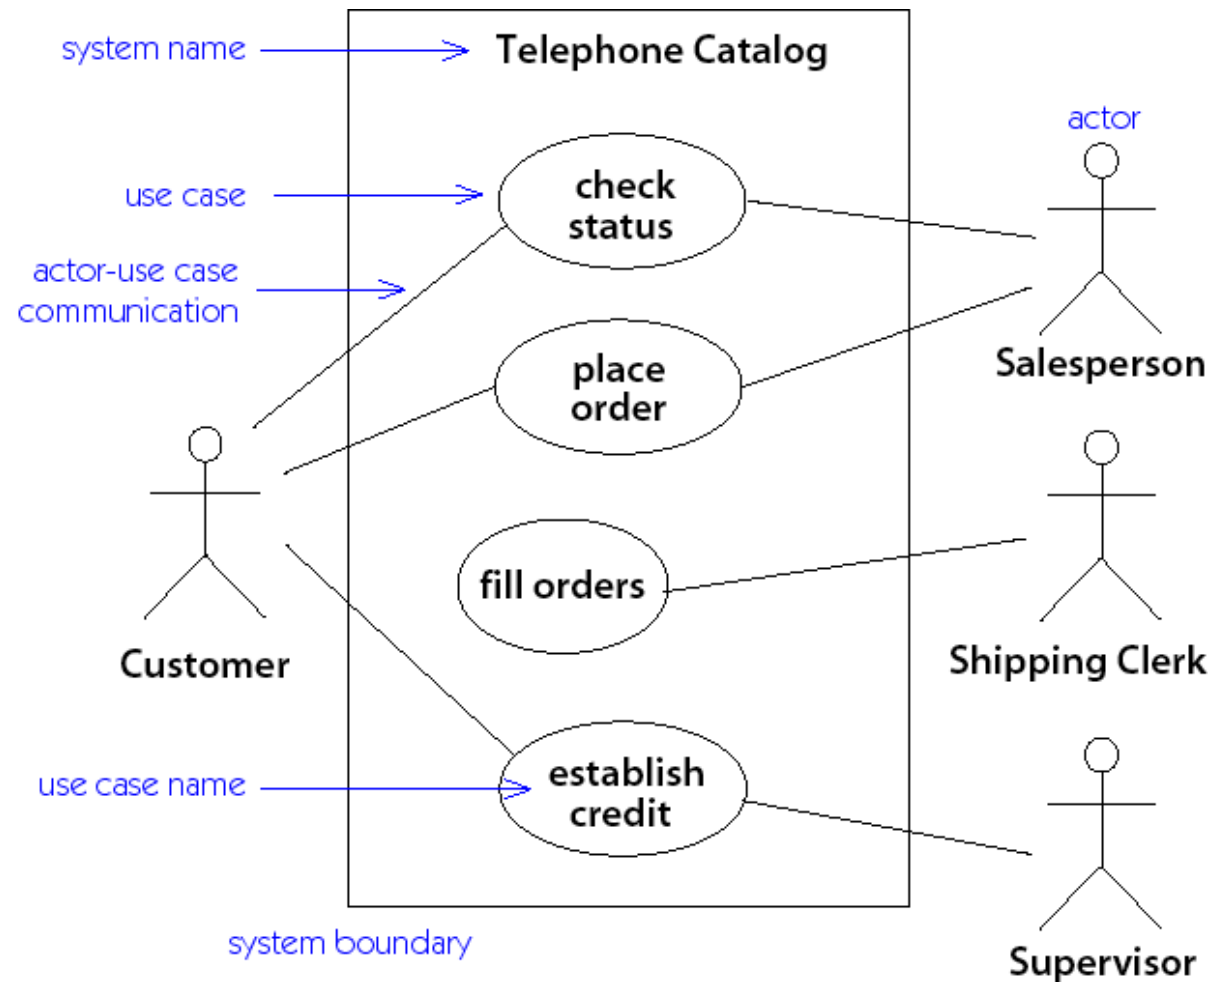 system name
Telephone Catalog
actor
use case
check
status
actor-use case
communication
place
order
Salesperson
fill orders
Customer
Shipping Clerk
use case name
establish
credit
system boundary
Supervisor